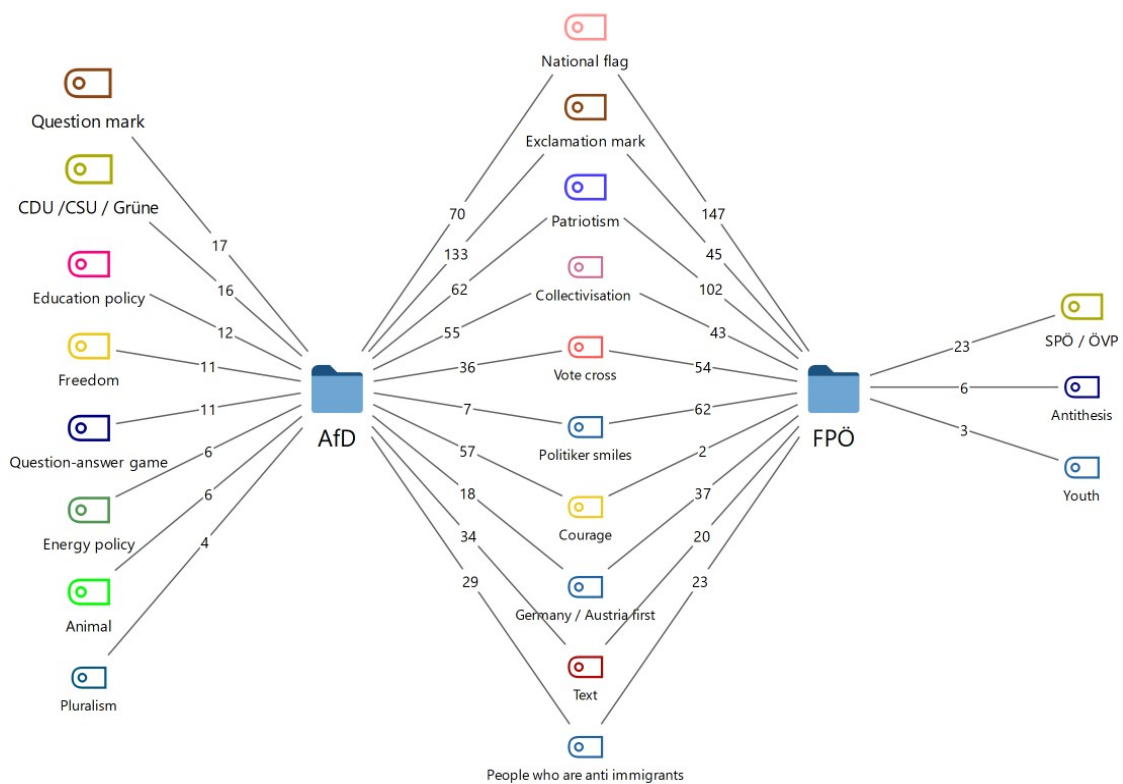 National flag
Question mark
Exclamation mark
CDU /CSU / Grüne
Patriotism
70
147
17
133
45
16
62
102
Education policy
Collectivisation
12
55
43
SPÖ / ÖVP
23
Freedom
11
36
Vote cross
54
6
Antithesis
11
7
62
3
AfD
FPÖ
Question-answer game
Politiker smiles
6
57
2
Youth
6
18
37
Energy policy
Courage
4
34
20
29
23
Animal
Germany / Austria first
Pluralism
Text
People who are anti immigrants